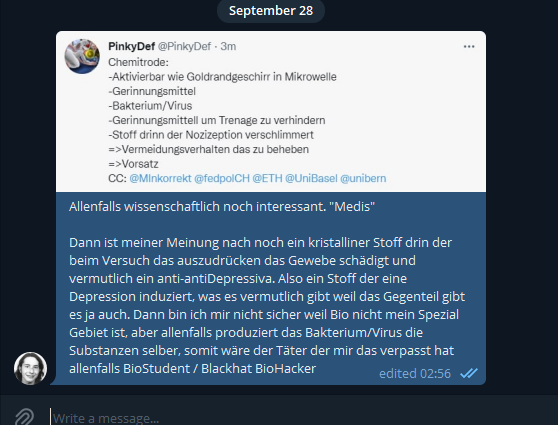 September 28
PinkyDef @PinkyDef · 3m
Chemitrode:
-Aktivierbar wie Goldrandgeschirr in Mikrowelle
-Gerinnungsmittel
-Bakterium/Virus
-Gerinnungsmittell um Trenage zu verhindern
-Stoff drinn der Nozizeption verschlimmert
=>Vermeidungsverhalten das zu beheben
=>Vorsatz
CC: @MInkorrekt @fedpolCH @ETH @UniBasel @unibern
Allenfalls wissenschaftlich noch interessant. "Medis"
Dann ist meiner Meinung nach noch ein kristalliner Stoff drin der
beim Versuch das auszudrücken das Gewebe schädigt und
vermutlich ein anti-antiDepressiva. Also ein Stoff der eine
Depression induziert, was es vermutlich gibt weil das Gegenteil gibt
es ja auch. Dann bin ich mir nicht sicher weil Bio nicht mein Spezial
Gebiet ist, aber allenfalls produziert das Bakterium/Virus die
Substanzen selber, somit wäre der Täter der mir das verpasst hat
allenfalls BioStudent / Blackhat BioHacker
edited 02:56
Write a message...